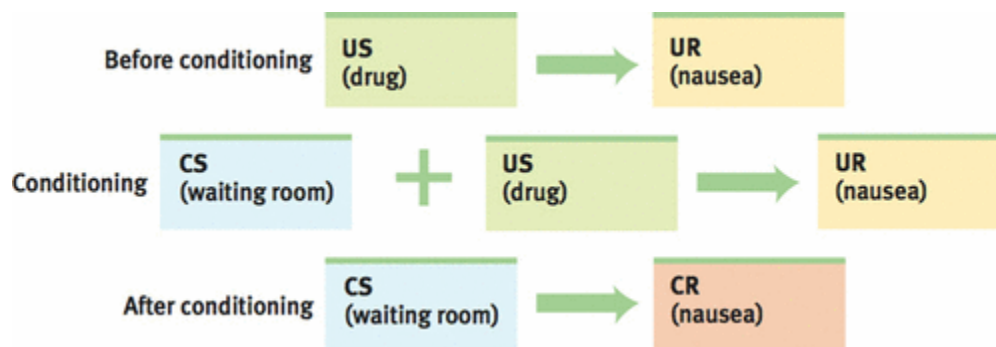 Before conditioning
US
(drug)
UR
(nausea)
Conditioning
CS
(waiting room)
+
US
(drug)
UR
(nausea)
After conditioning
CS
(waiting room)
CR
(nausea)